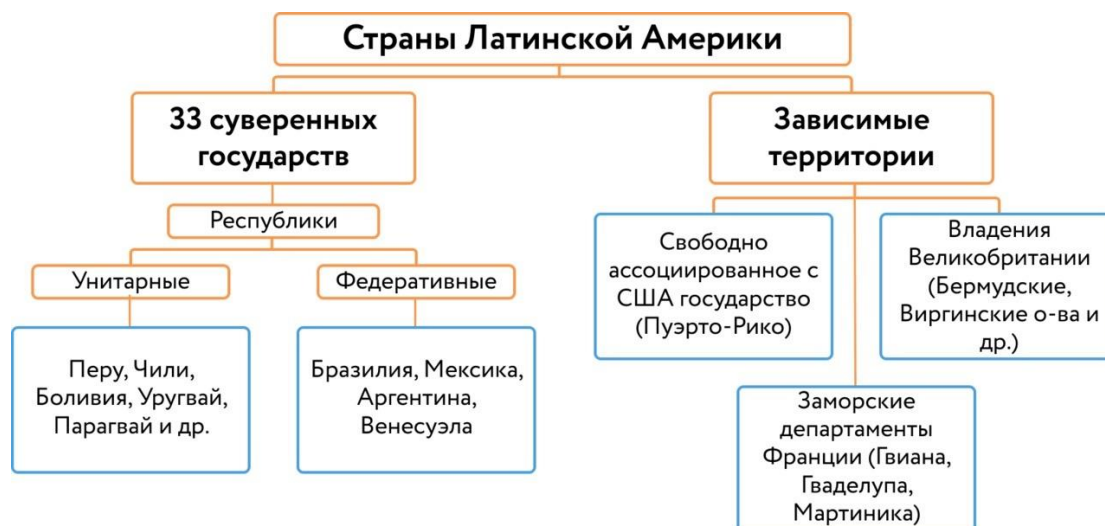 Страны Латинской Америки
33 суверенных
государств
Республики
Унитарные
Федеративные
Перу, Чили,
Боливия, Уругвай,
Парагвай и др.
Бразилия, Мексика,
Аргентина,
Венесуэла
Зависимые
территории
Свободно
ассоциированное с
США государство
(Пуэрто-Рико)
Владения
Великобритании
(Бермудские,
Виргинские о-ва и
др.)
Заморские
департаменты
Франции (Гвиана,
Гваделупа,
Мартиника)